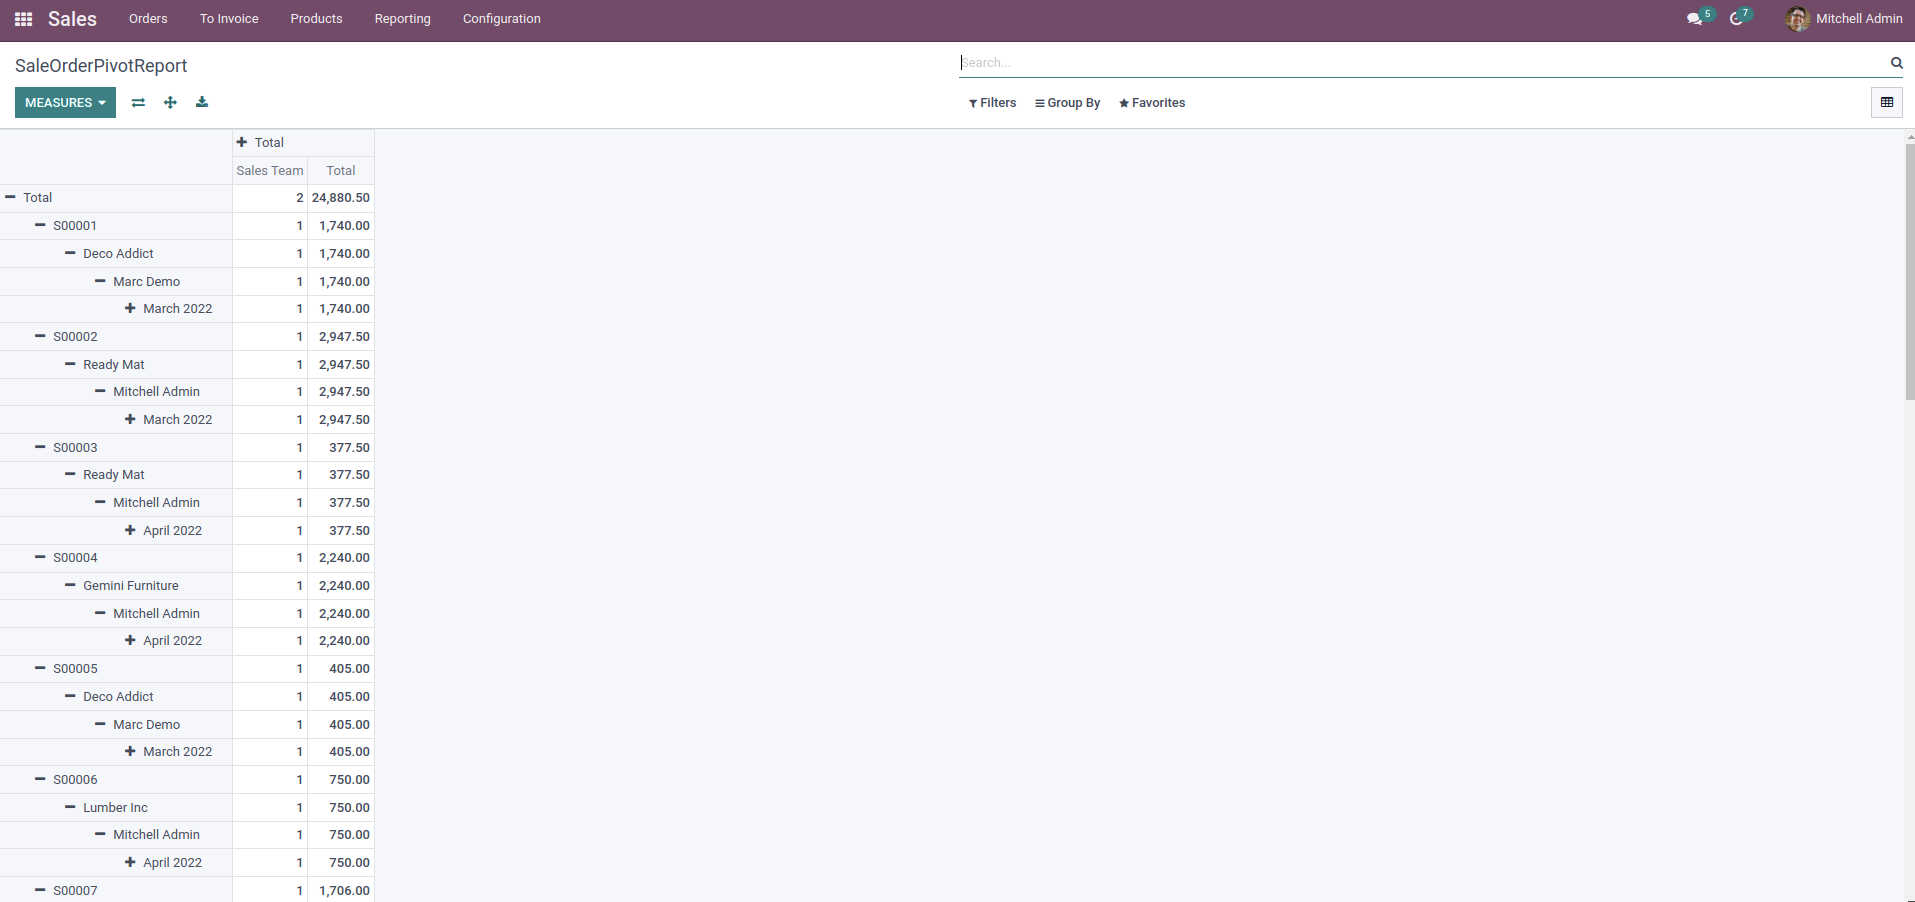 Sales Orders To Invoice Products Reporting Configuration 5 7 Mitchell Admin
SaleOrderPivotReport Search...
MEASURES Filters Group By Favorites
Total
Sales Team Total
Total 2 24,880.50
S00001 1 1,740.00
Deco Addict 1 1,740.00
Marc Demo 1 1,740.00
March 2022 1 1,740.00
S00002 1 2,947.50
Ready Mat 1 2,947.50
Mitchell Admin 1 2,947.50
March 2022 1 2,947.50
S00003 1 377.50
Ready Mat 1 377.50
Mitchell Admin 1 377.50
April 2022 1 377.50
S00004 1 2,240.00
Gemini Furniture 1 2,240.00
Mitchell Admin 1 2,240.00
April 2022 1 2,240.00
S00005 1 405.00
Deco Addict 1 405.00
Marc Demo 1 405.00
March 2022 1 405.00
S00006 1 750.00
Lumber Inc 1 750.00
Mitchell Admin 1 750.00
April 2022 1 750.00
S00007 1 1,706.00